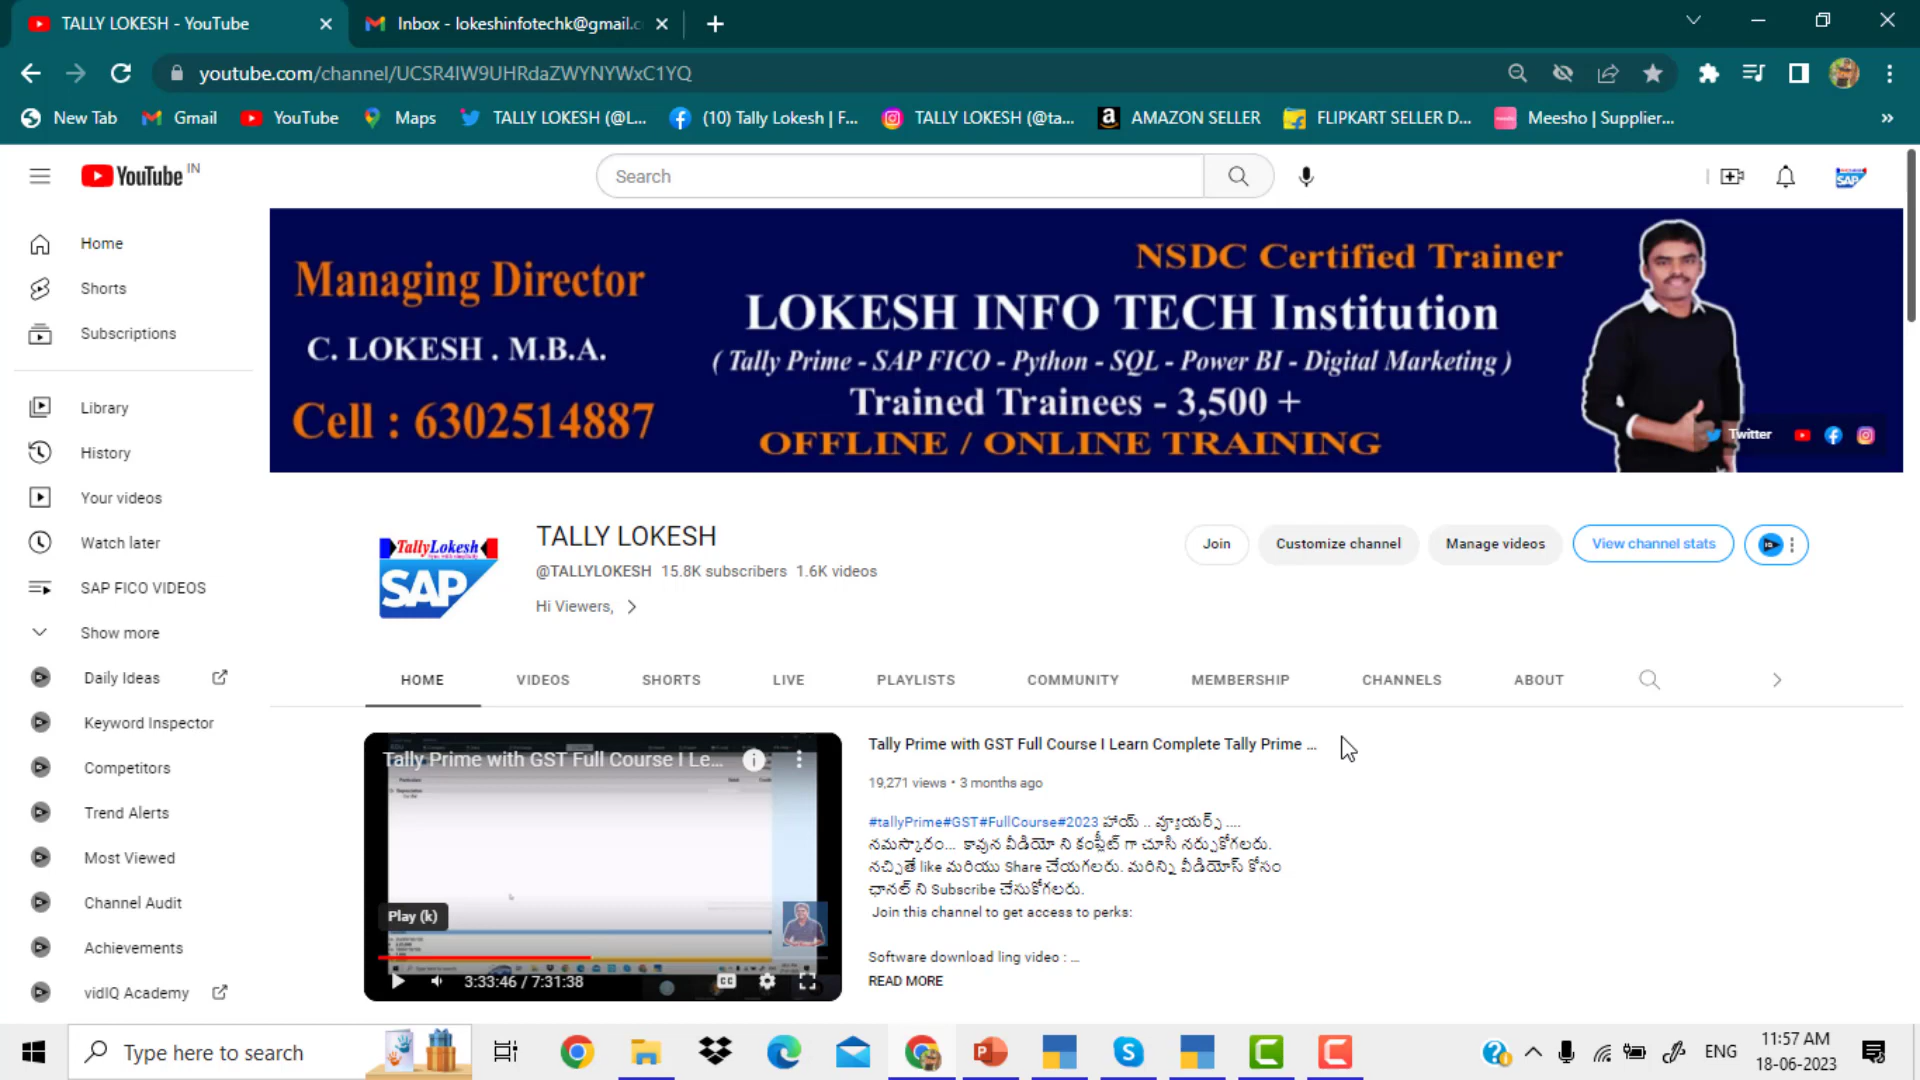 TALLY LOKESH - YouTube
Inbox - lokeshinfotechk@gmail.c
youtube.com/channel/UCSR4IW9UHRdaZWYNYWxC1YQ
New Tab
Gmail
YouTube
Maps
TALLY LOKESH (@L...
(10) Tally Lokesh | F...
TALLY LOKESH (@ta...
AMAZON SELLER
FLIPKART SELLER D...
Meesho | Supplier...
YouTube IN
Search
SAP
Home
Shorts
Subscriptions
Library
History
Your videos
Watch later
SAP FICO VIDEOS
Show more
Daily Ideas
Keyword Inspector
Competitors
Trend Alerts
Most Viewed
Channel Audit
Achievements
vidIQ Academy
Managing Director
C. LOKESH . M.B.A.
Cell : 6302514887
NSDC Certified Trainer
LOKESH INFO TECH Institution
( Tally Prime - SAP FICO - Python - SQL - Power BI - Digital Marketing )
Trained Trainees - 3,500 +
OFFLINE / ONLINE TRAINING
Twitter
TallyLokesh
SAP
TALLY LOKESH
@TALLYLOKESH 15.8K subscribers 1.6K videos
Hi Viewers,
Join
Customize channel
Manage videos
View channel stats
HOME
VIDEOS
SHORTS
LIVE
PLAYLISTS
COMMUNITY
MEMBERSHIP
CHANNELS
ABOUT
Tally Prime with GST Full Course I Le...
Play (k)
3:33:46 / 7:31:38
Tally Prime with GST Full Course I Learn Complete Tally Prime ...
19,271 views • 3 months ago
#tallyPrime#GST#FullCourse#2023 హాయ్ .. వ్యూయర్స్ ....
నమస్కారం... కావున వీడియో ని కంప్లీట్ గా చూసి నర్చుకోగలరు.
నచ్చితే like మరియు Share చేయగలరు. మరిన్ని వీడియోస్ కోసం
ఛానల్ ని Subscribe చేసుకోగలరు.
Join this channel to get access to perks:
Software download ling video : ...
READ MORE
Type here to search
ENG
11:57 AM
18-06-2023